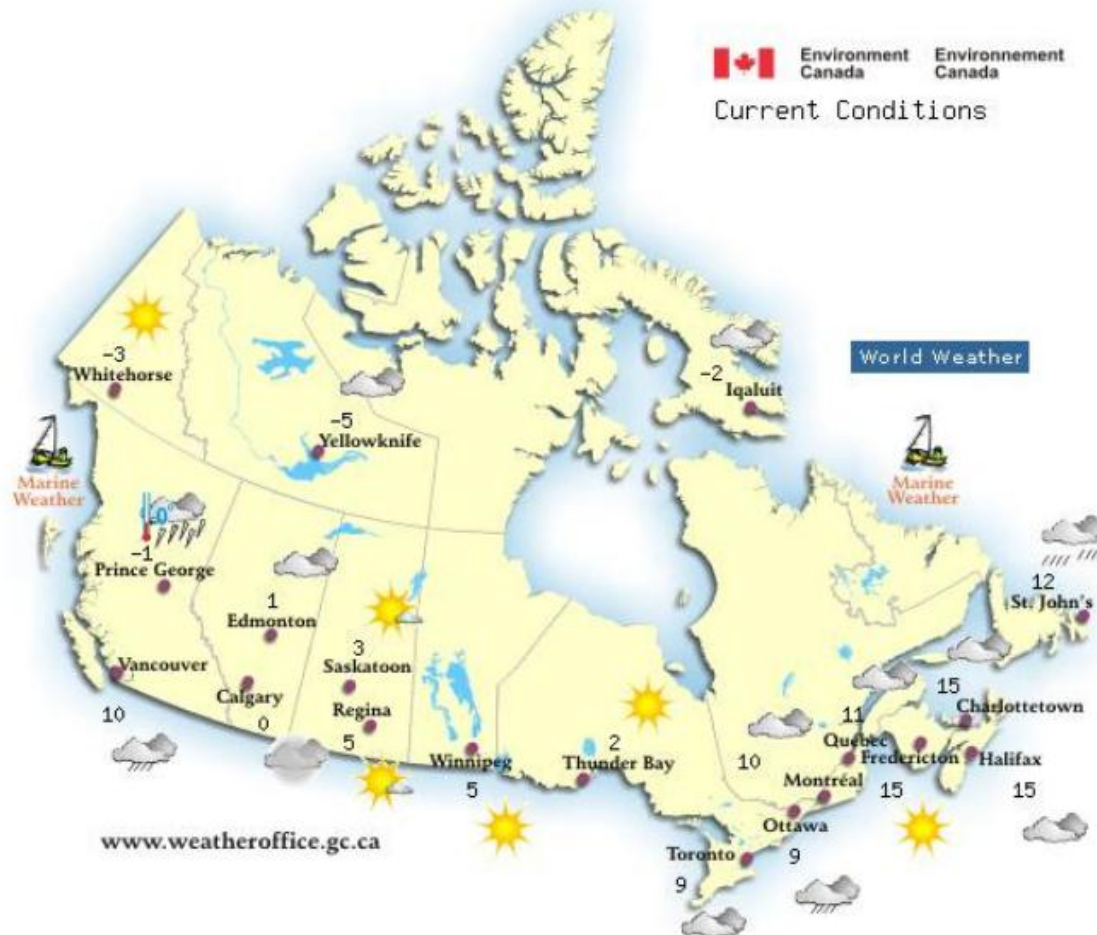 Environment Canada
Environnement Canada
Current Conditions
-3
Whitehorse
-2
Iqaluit
World Weather
-5
Yellowknife
Marine
Weather
Marine
Weather
-0°
-1
Prince George
12
St. John's
1
Edmonton
3
Saskatoon
Vancouver
Calgary
Regina
15
Charlottetown
10
0
5
Winnipeg
2
Thunder Bay
11
Québec
Fredericton
Halifax
10
Montréal
5
15
15
Ottawa
www.weatheroffice.gc.ca
Toronto
9
9